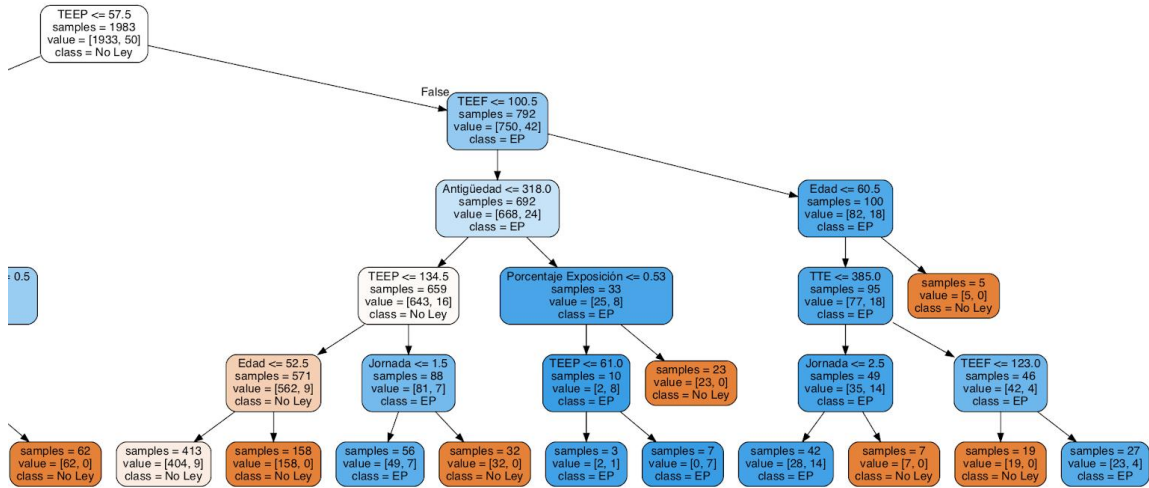 TEEP <= 57.5
samples = 1983
value = [1933, 50]
class = No Ley
False
TEEF <= 100.5
samples = 792
value = [750, 42]
class = EP
Antigüedad <= 318.0
samples = 692
value = [668, 24]
class = EP
Edad <= 60.5
samples = 100
value = [82, 18]
class = EP
= 0.5
TEEP <= 134.5
samples = 659
value = [643, 16]
class = No Ley
Porcentaje Exposición <= 0.53
samples = 33
value = [25, 8]
class = EP
TTE <= 385.0
samples = 95
value = [77, 18]
class = EP
samples = 5
value = [5, 0]
class = No Ley
Edad <= 52.5
samples = 571
value = [562, 9]
class = No Ley
Jornada <= 1.5
samples = 88
value = [81, 7]
class = EP
TEEP <= 61.0
samples = 10
value = [2, 8]
class = EP
samples = 23
value = [23, 0]
class = No Ley
Jornada <= 2.5
samples = 49
value = [35, 14]
class = EP
TEEF <= 123.0
samples = 46
value = [42, 4]
class = EP
samples = 62
value = [62, 0]
class = No Ley
samples = 413
value = [404, 9]
class = No Ley
samples = 158
value = [158, 0]
class = No Ley
samples = 56
value = [49, 7]
class = EP
samples = 32
value = [32, 0]
class = No Ley
samples = 3
value = [2, 1]
class = EP
samples = 7
value = [0, 7]
class = EP
samples = 42
value = [28, 14]
class = EP
samples = 7
value = [7, 0]
class = No Ley
samples = 19
value = [19, 0]
class = No Ley
samples = 27
value = [23, 4]
class = EP